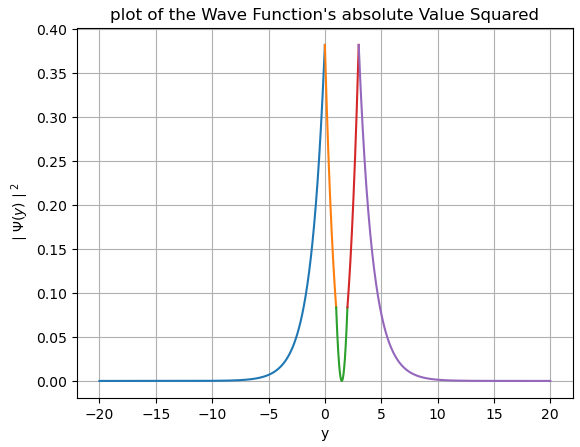 plot of the Wave Function's absolute Value Squared
0.40
0.35
0.30
0.25
0.20
0.15
0.10
0.05
0.00
| Ψ(y) | ²
−20 −15 −10 −5 0 5 10 15 20
y